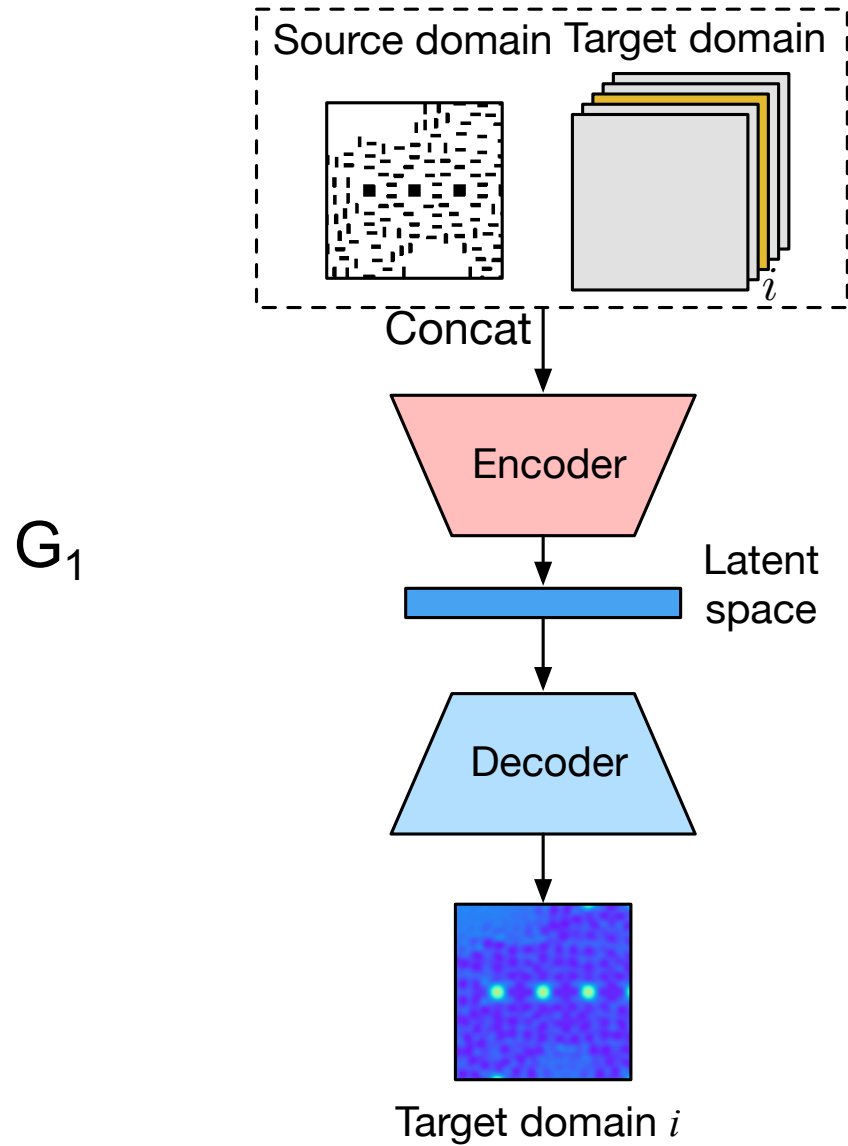 Source domain Target domain
i
Concat
Encoder
G₁
Latent
space
Decoder
Target domain i